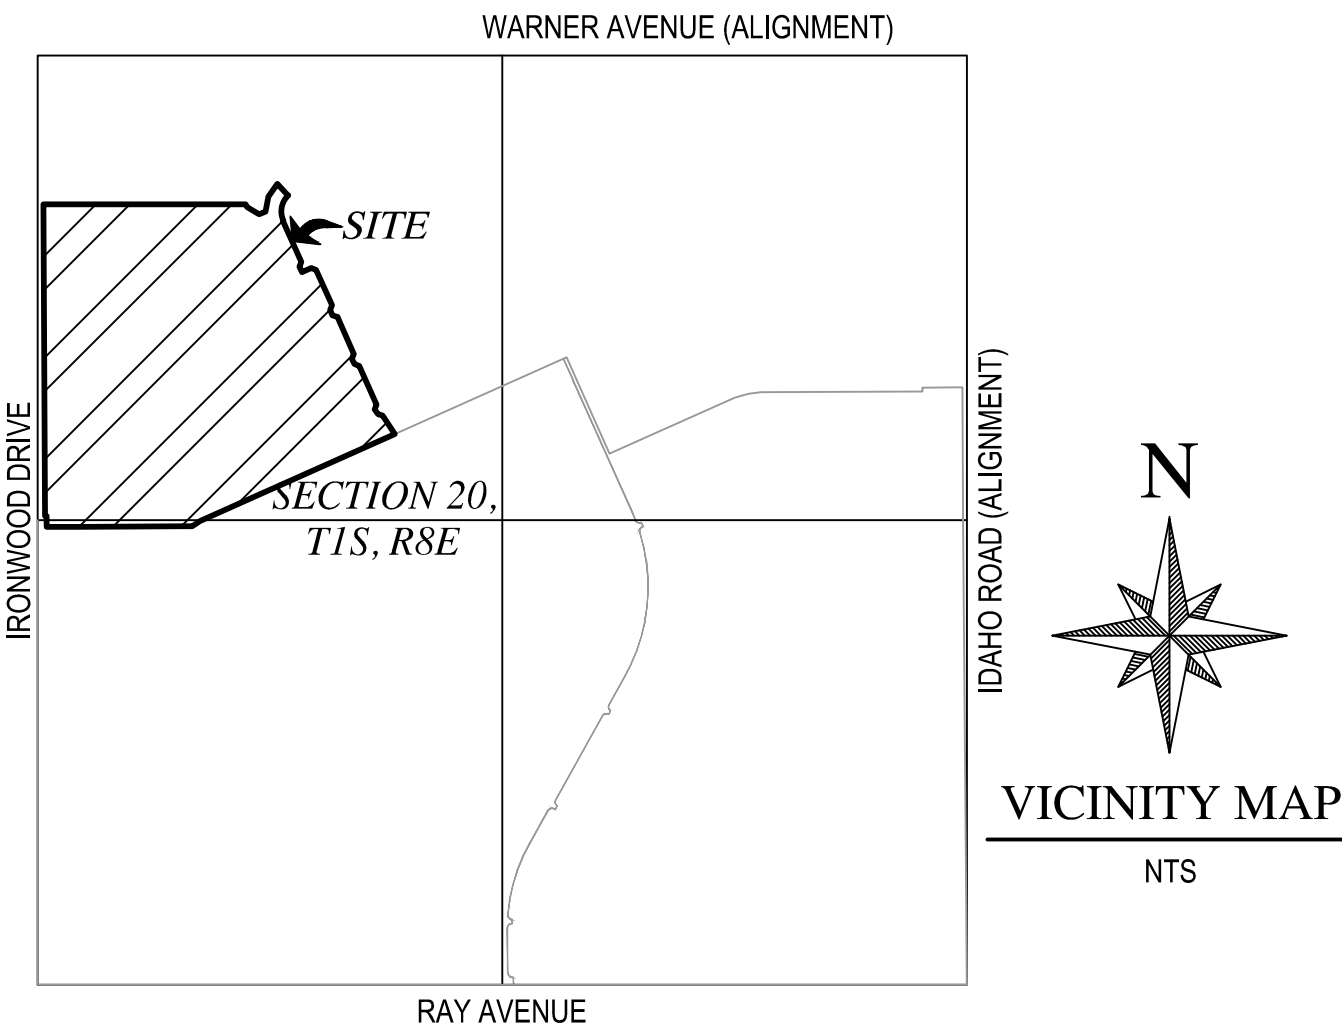 WARNER AVENUE (ALIGNMENT)
SITE
IRONWOOD DRIVE
SECTION 20,
T1S, R8E
IDAHO ROAD (ALIGNMENT)
N
VICINITY MAP
NTS
RAY AVENUE